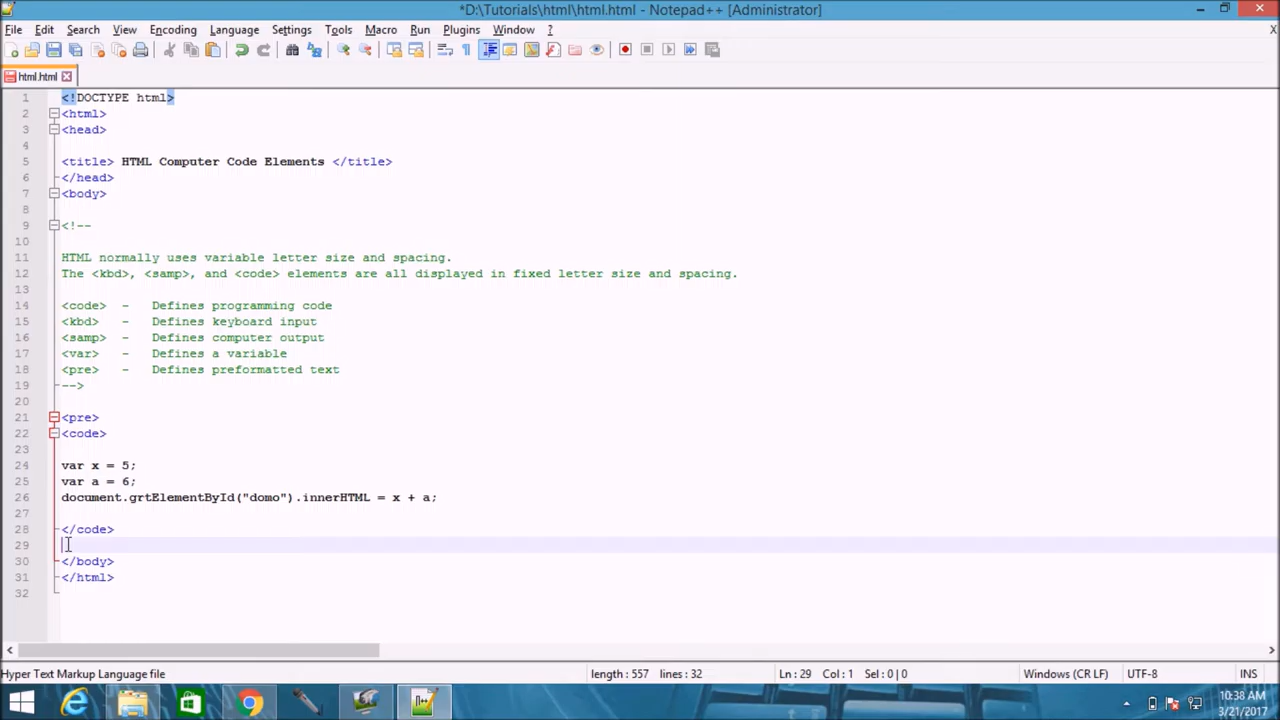 *D:\Tutorials\html\html.html - Notepad++ [Administrator]
File Edit Search View Encoding Language Settings Tools Macro Run Plugins Window ? X
html.html
1 <!DOCTYPE html>
2 <html>
3 <head>
4
5 <title> HTML Computer Code Elements </title>
6 </head>
7 <body>
8
9 <!--
10
11 HTML normally uses variable letter size and spacing.
12 The <kbd>, <samp>, and <code> elements are all displayed in fixed letter size and spacing.
13
14 <code> - Defines programming code
15 <kbd> - Defines keyboard input
16 <samp> - Defines computer output
17 <var> - Defines a variable
18 <pre> - Defines preformatted text
19 -->
20
21 <pre>
22 <code>
23
24 var x = 5;
25 var a = 6;
26 document.grtElementById("domo").innerHTML = x + a;
27
28 </code>
29
30 </body>
31 </html>
32
Hyper Text Markup Language file length : 557 lines : 32 Ln : 29 Col : 1 Sel : 0 | 0 Windows (CR LF) UTF-8 INS
10:38 AM
3/21/2017